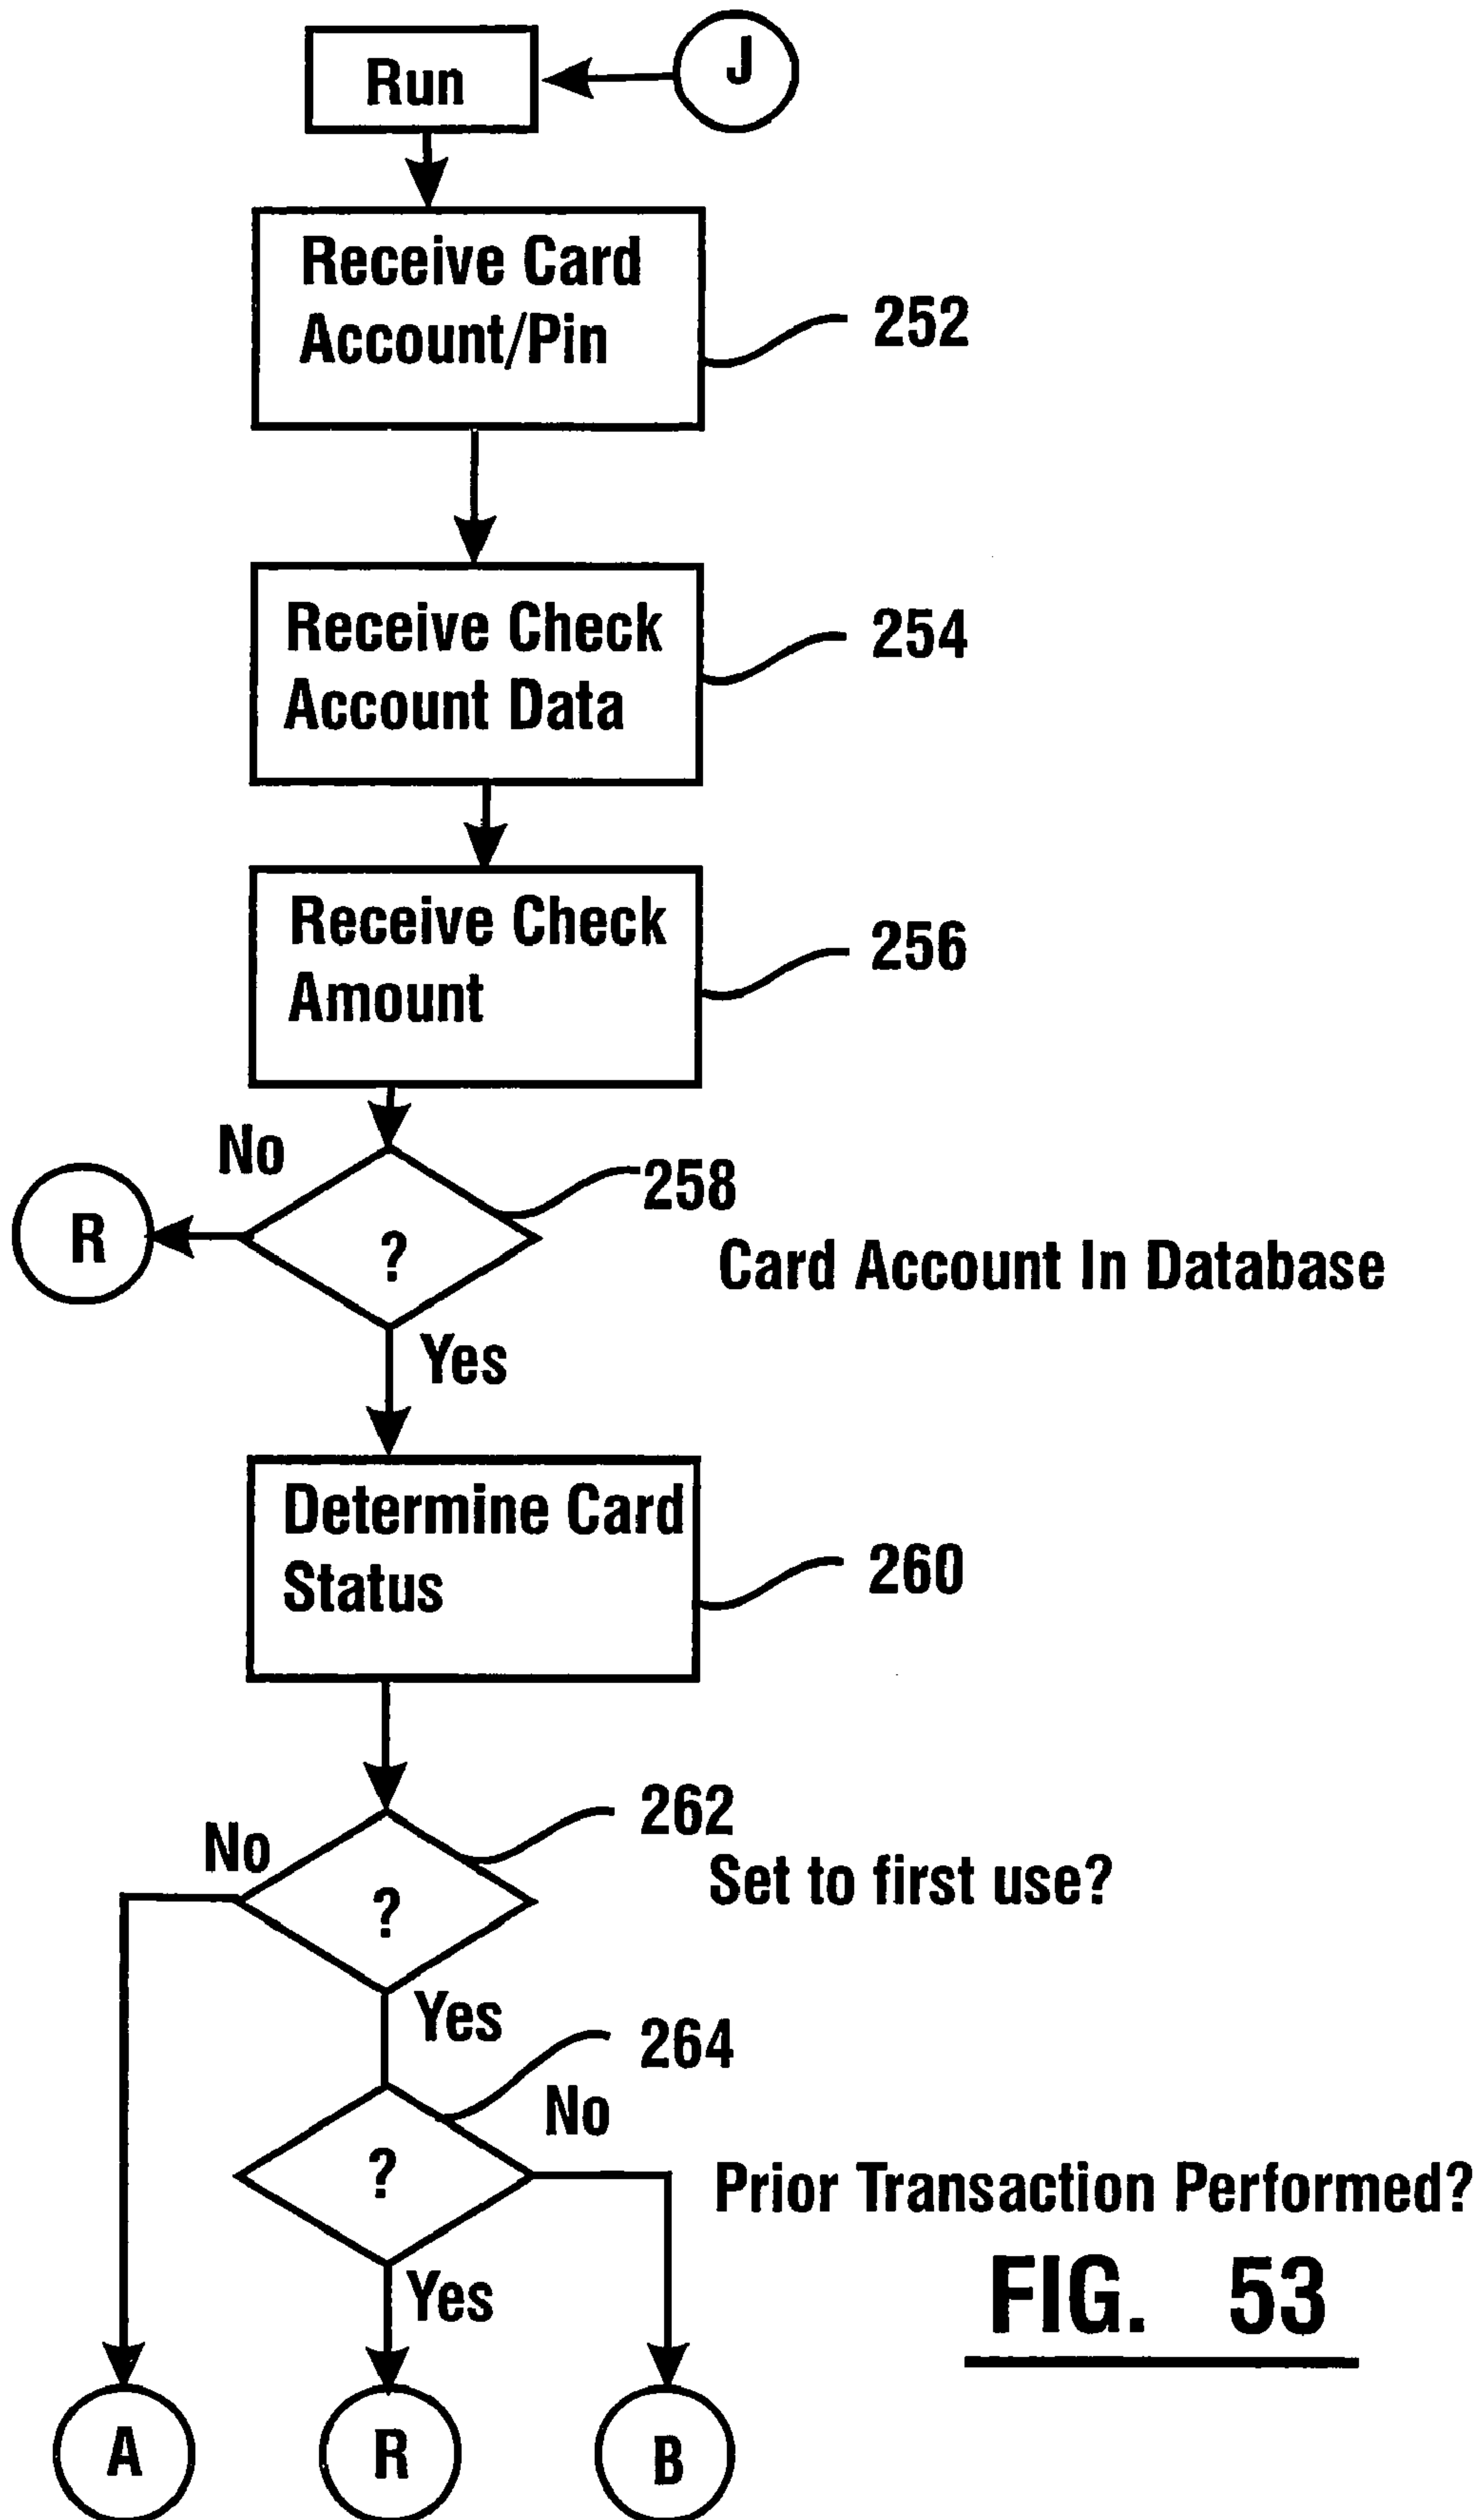 Run
J
Receive Card
Account/Pin
252
Receive Check
Account Data
254
Receive Check
Amount
256
No
258
R
?
Card Account In Database
Yes
Determine Card
Status
260
262
No
Set to first use?
?
Yes
264
No
?
Prior Transaction Performed?
Yes
FIG. 53
A
R
B